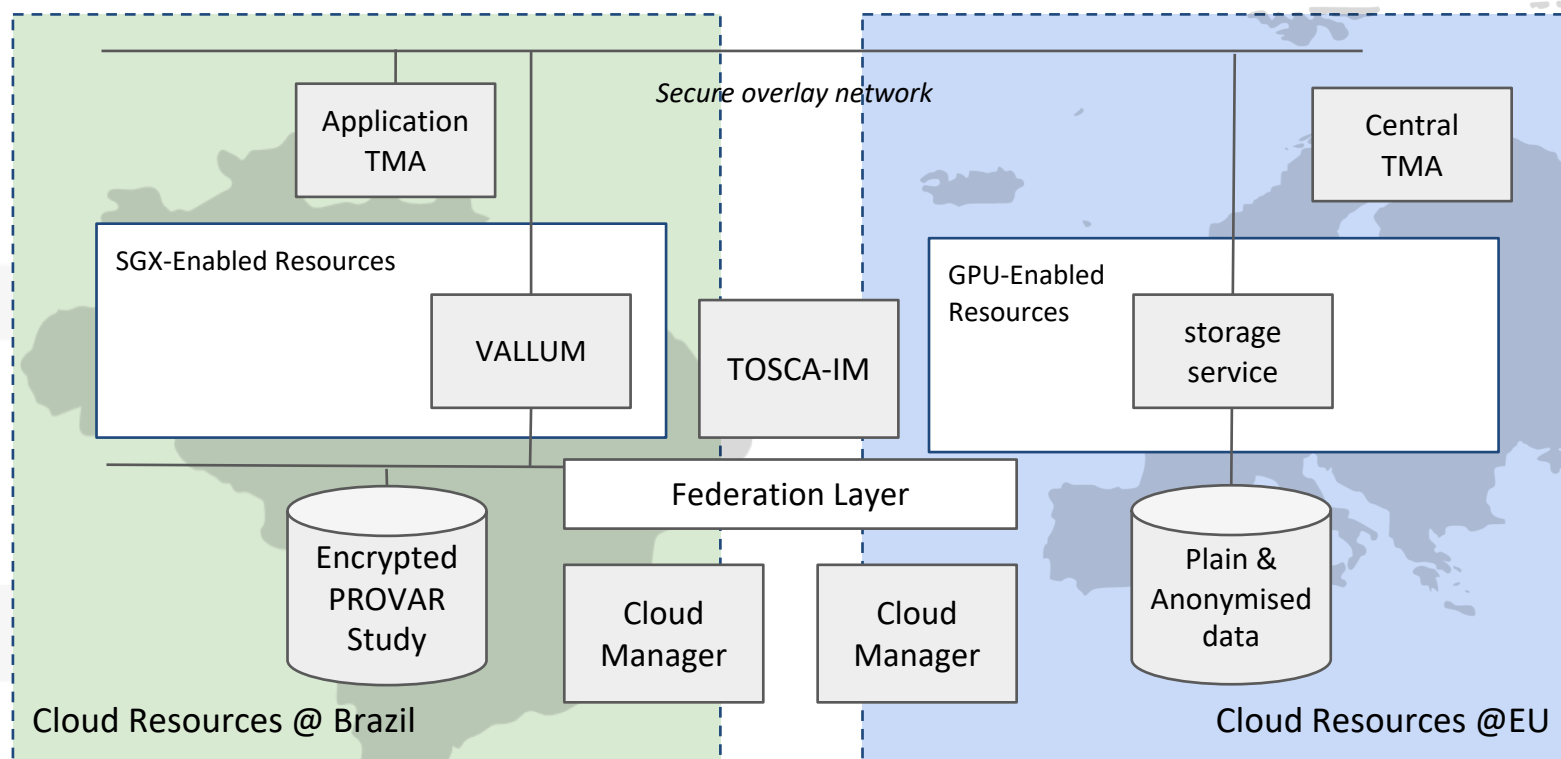 Secure overlay network
Application
TMA
Central
TMA
SGX-Enabled Resources
GPU-Enabled
Resources
VALLUM
TOSCA-IM
storage
service
Federation Layer
Encrypted
PROVAR
Study
Cloud
Manager
Cloud
Manager
Plain &
Anonymised
data
Cloud Resources @ Brazil
Cloud Resources @EU